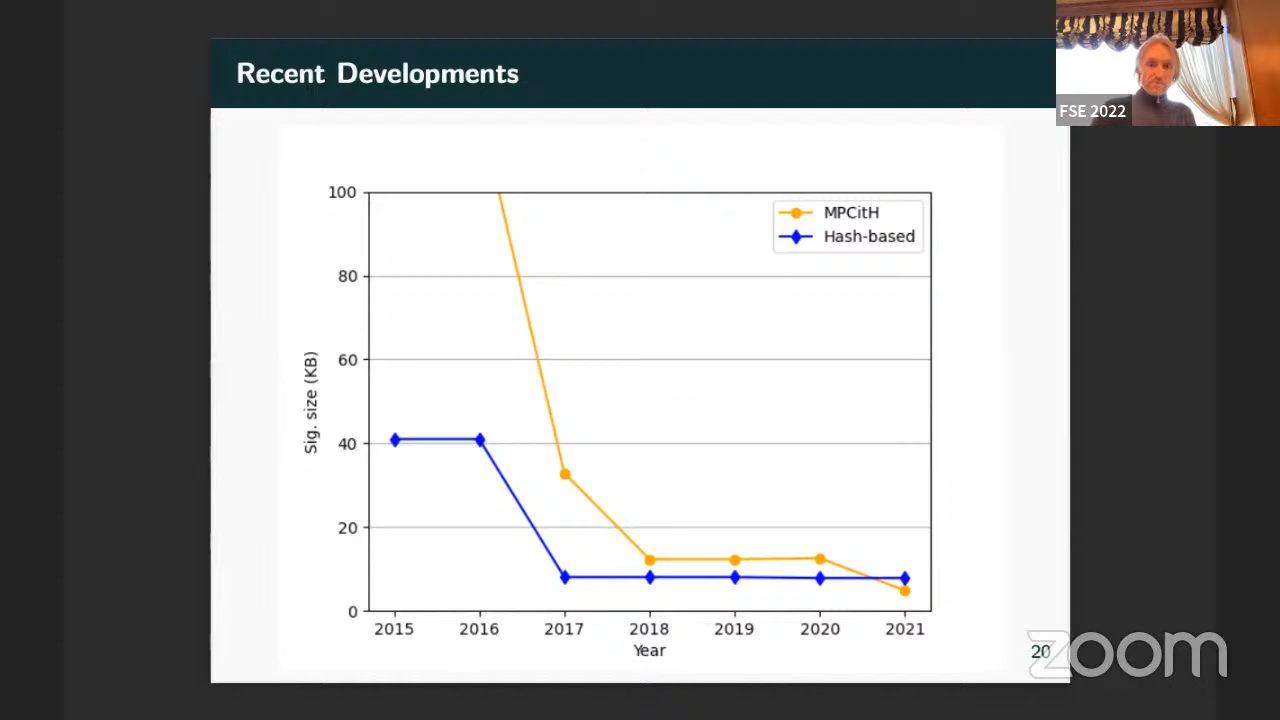 Recent Developments
FSE 2022
100
80
60
40
20
0
Sig. size (KB)
MPCitH
Hash-based
2015 2016 2017 2018 2019 2020 2021
Year
20
zoom